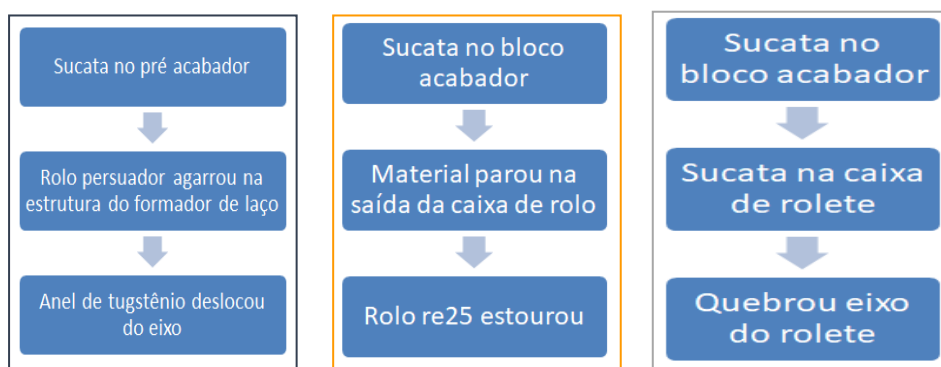 Sucata no pré acabador
Rolo persuador agarrou na
estrutura do formador de laço
Anel de tugstênio deslocou
do eixo
Sucata no bloco
acabador
Material parou na
saída da caixa de rolo
Rolo re25 estourou
Sucata no
bloco acabador
Sucata na caixa
de rolete
Quebrou eixo
do rolete